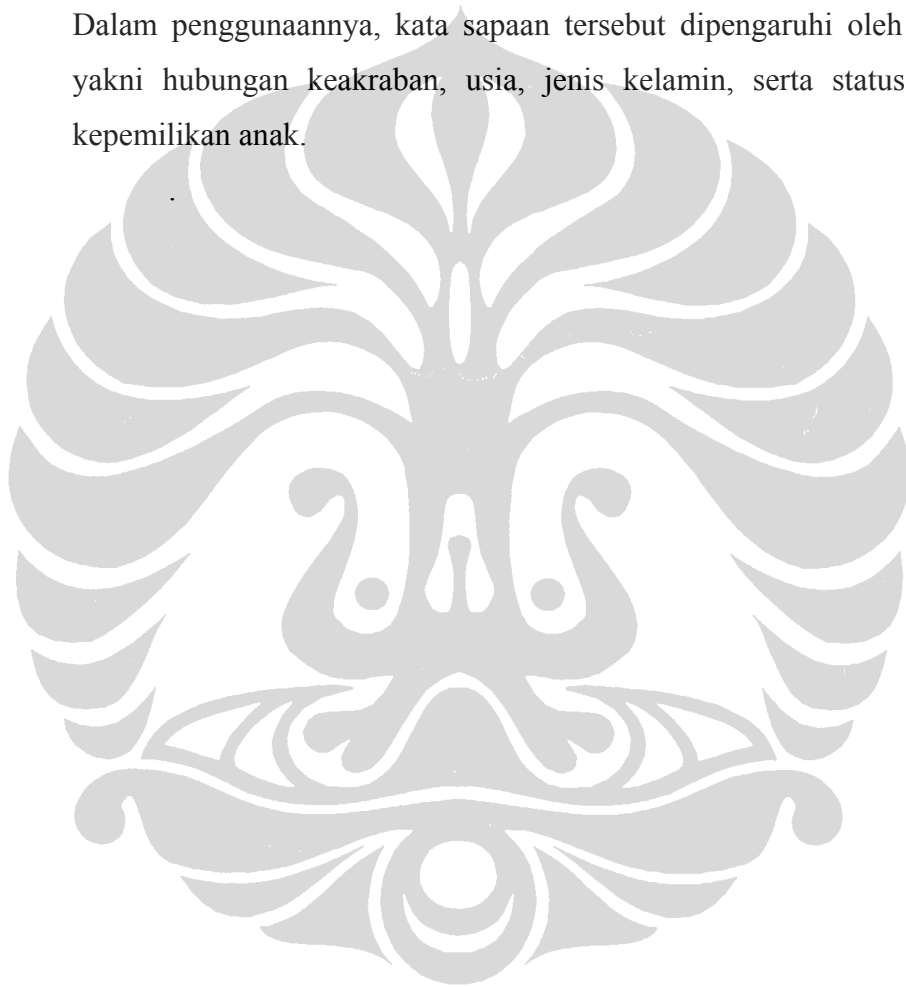 Dalam penggunaannya, kata sapaan tersebut dipengaruhi oleh
yakni hubungan keakraban, usia, jenis kelamin, serta status
kepemilikan anak.